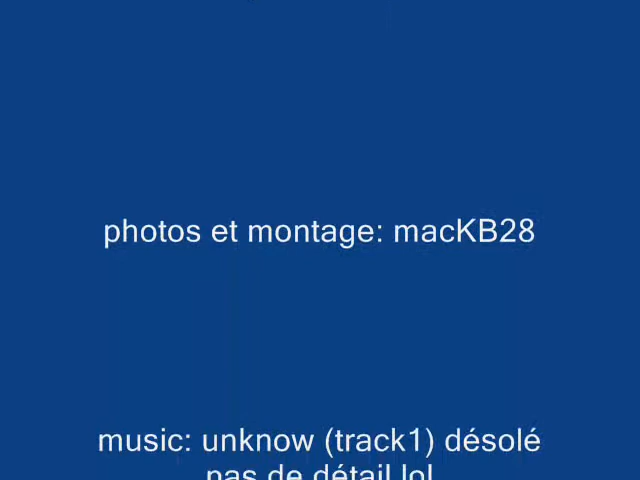 photos et montage: macKB28
music: unknow (track1) désolé
pas de détail lol